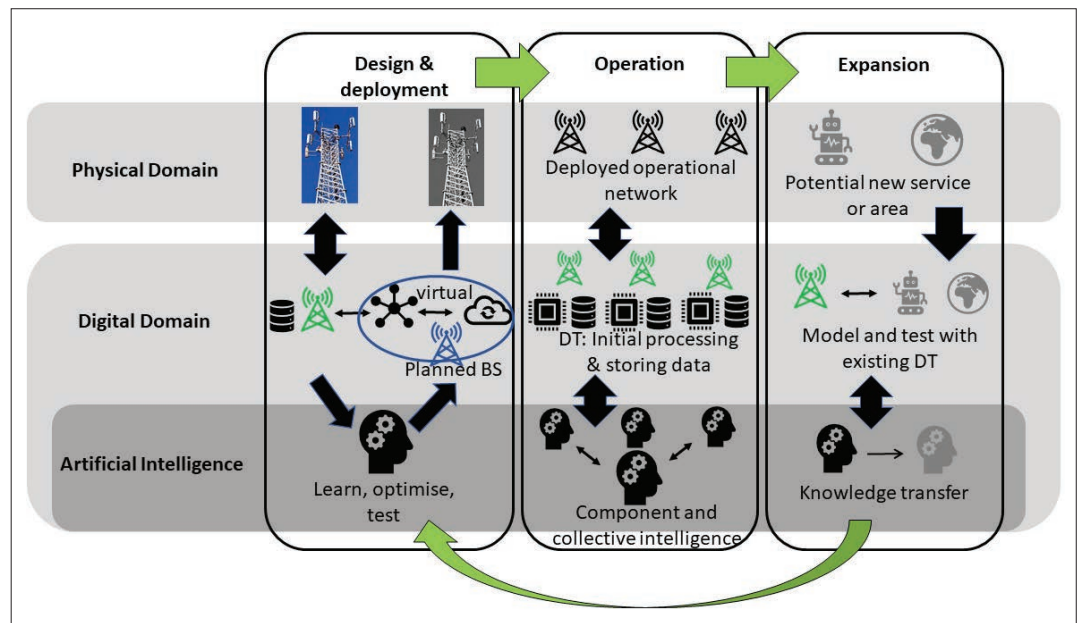 Design &
deployment
Operation
Expansion
Physical Domain
Deployed operational
network
Potential new service
or area
Digital Domain
virtual
Planned BS
DT: Initial processing
& storing data
Model and test with
existing DT
Artificial Intelligence
Learn, optimise,
test
Component and
collective intelligence
Knowledge transfer